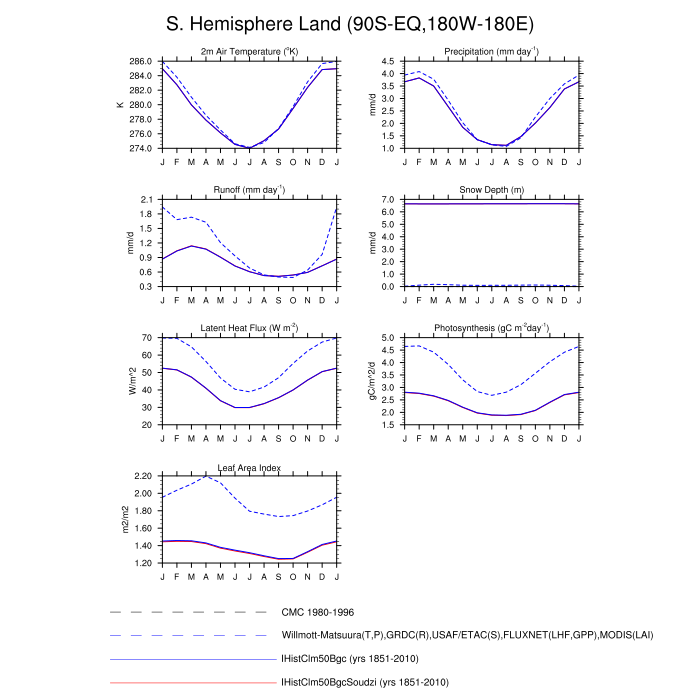 S. Hemisphere Land (90S-EQ,180W-180E)
2m Air Temperature (°K)
286.0
284.0
282.0
280.0
278.0
276.0
274.0
K
J F M A M J J A S O N D J
Precipitation (mm day⁻¹)
4.5
4.0
3.5
3.0
2.5
2.0
1.5
1.0
mm/d
J F M A M J J A S O N D J
Runoff (mm day⁻¹)
2.1
1.8
1.5
1.2
0.9
0.6
0.3
mm/d
J F M A M J J A S O N D J
Snow Depth (m)
7.0
6.0
5.0
4.0
3.0
2.0
1.0
0.0
mm/d
J F M A M J J A S O N D J
Latent Heat Flux (W m⁻²)
70
60
50
40
30
20
W/m^2
J F M A M J J A S O N D J
Photosynthesis (gC m⁻²day⁻¹)
5.0
4.5
4.0
3.5
3.0
2.5
2.0
1.5
gC/m^2/d
J F M A M J J A S O N D J
Leaf Area Index
2.20
2.00
1.80
1.60
1.40
1.20
m2/m2
J F M A M J J A S O N D J
CMC 1980-1996
Willmott-Matsuura(T,P),GRDC(R),USAF/ETAC(S),FLUXNET(LHF,GPP),MODIS(LAI)
IHistClm50Bgc (yrs 1851-2010)
IHistClm50BgcSoudzi (yrs 1851-2010)